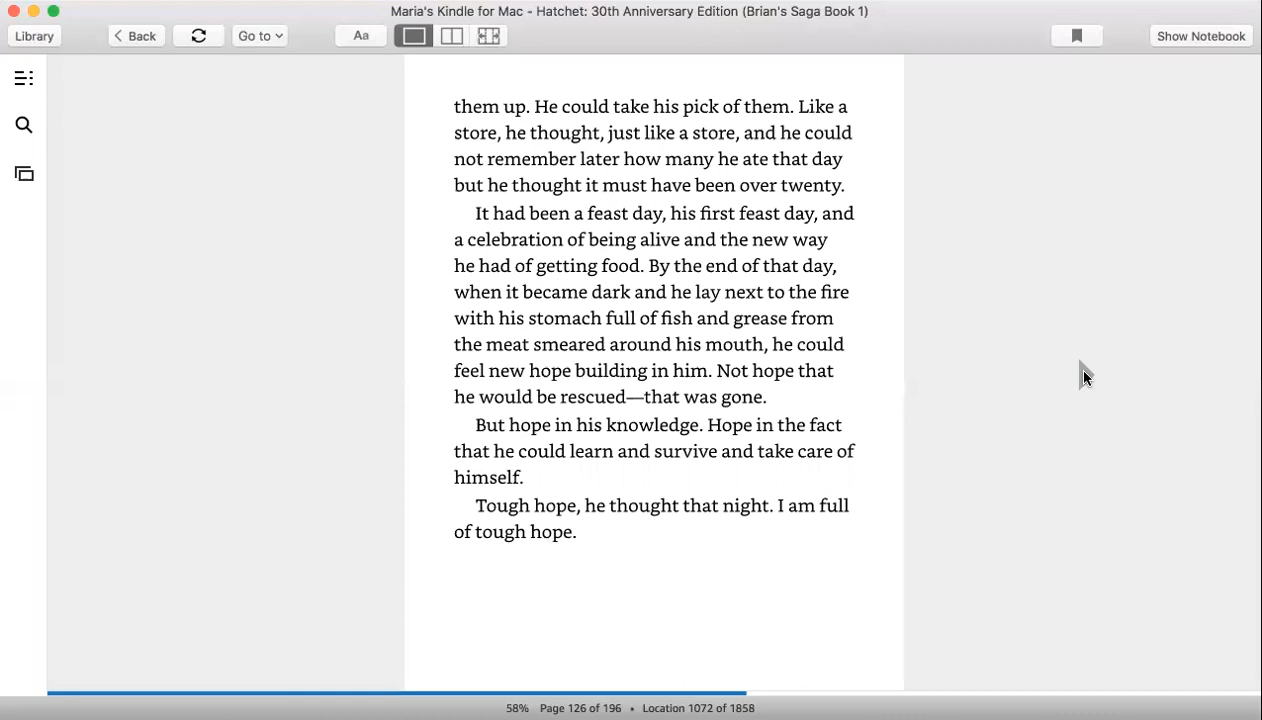 Maria's Kindle for Mac - Hatchet: 30th Anniversary Edition (Brian's Saga Book 1)
Library
Back
Go to
Aa
Show Notebook
them up. He could take his pick of them. Like a
store, he thought, just like a store, and he could
not remember later how many he ate that day
but he thought it must have been over twenty.
It had been a feast day, his first feast day, and
a celebration of being alive and the new way
he had of getting food. By the end of that day,
when it became dark and he lay next to the fire
with his stomach full of fish and grease from
the meat smeared around his mouth, he could
feel new hope building in him. Not hope that
he would be rescued—that was gone.
But hope in his knowledge. Hope in the fact
that he could learn and survive and take care of
himself.
Tough hope, he thought that night. I am full
of tough hope.
58% Page 126 of 196 • Location 1072 of 1858